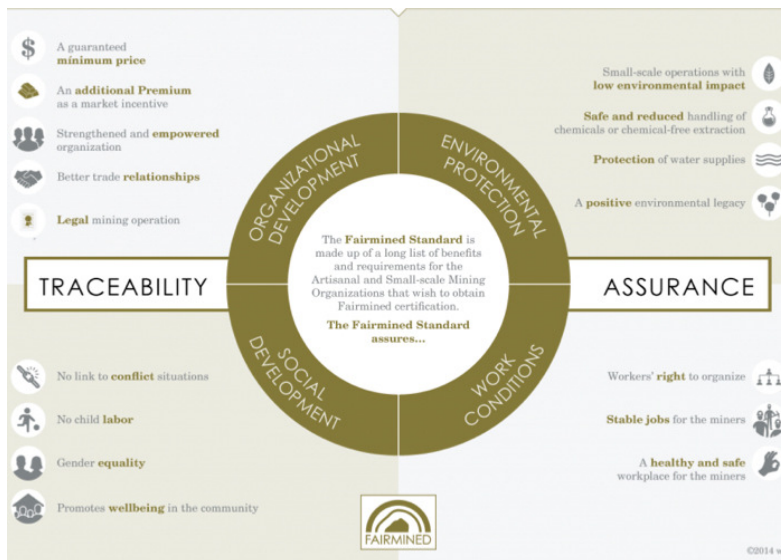 A guaranteed
minimum price
An additional Premium
as a market incentive
Strengthened and empowered
organization
Better trade relationships
Legal mining operation
Small-scale operations with
low environmental impact
Safe and reduced handling of
chemicals or chemical-free extraction
Protection of water supplies
A positive environmental legacy
ORGANIZATIONAL
DEVELOPMENT
ENVIRONMENTAL
PROTECTION
TRACEABILITY
The Fairmined Standard is
made up of a long list of benefits
and requirements for the
Artisanal and Small-scale Mining
Organizations that wish to obtain
Fairmined certification.
The Fairmined Standard
assures...
ASSURANCE
SOCIAL
DEVELOPMENT
WORK
CONDITIONS
No link to conflict situations
No child labor
Gender equality
Promotes wellbeing in the community
Workers' right to organize
Stable jobs for the miners
A healthy and safe
workplace for the miners
FAIRMINED
©2014 w